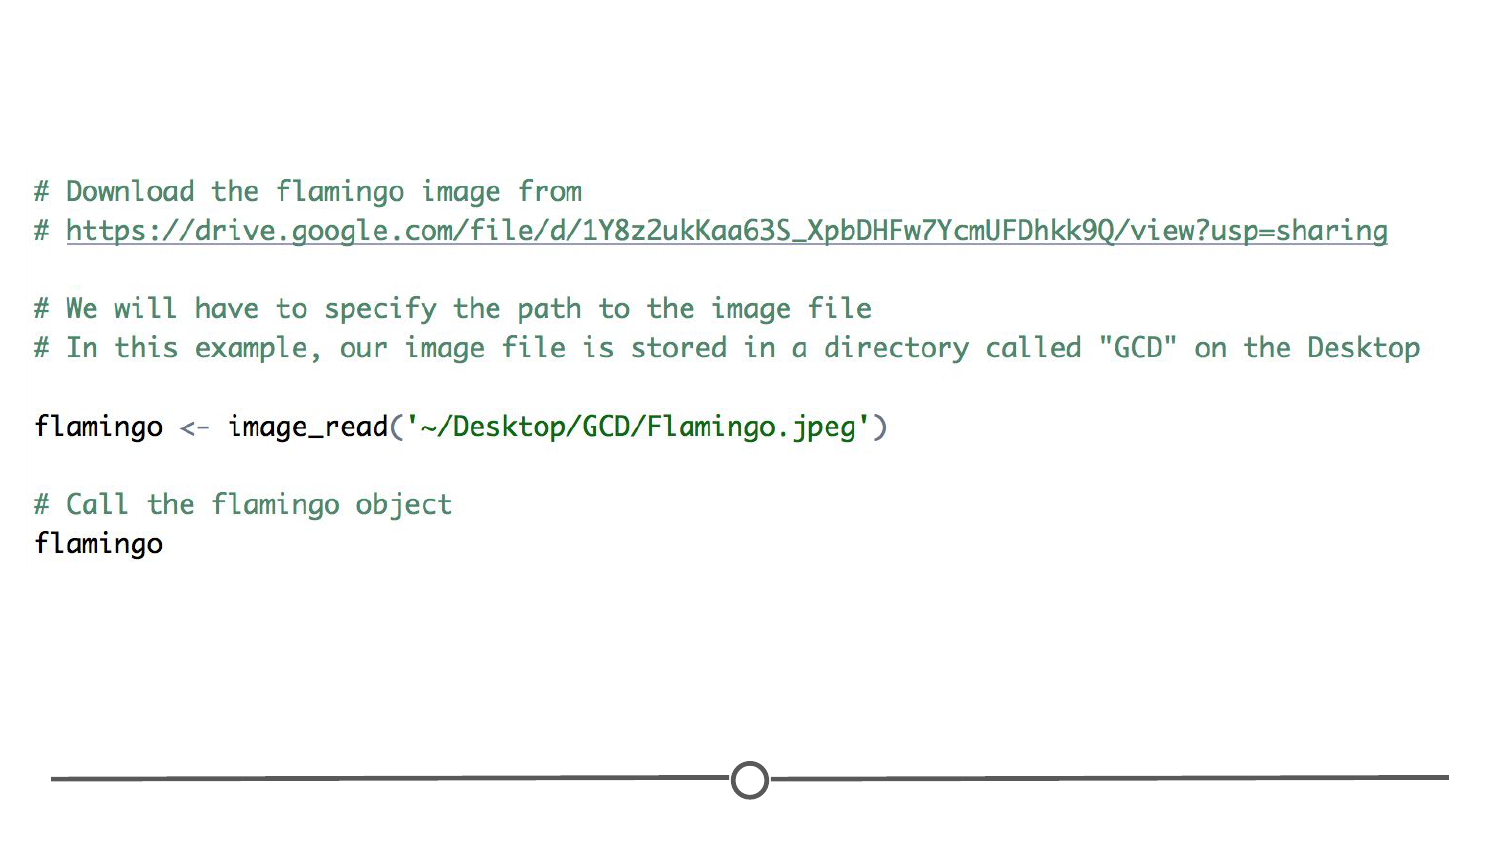 # Download the flamingo image from
# https://drive.google.com/file/d/1Y8z2ukKaa63S_XpbDHFw7YcmUFDhkk9Q/view?usp=sharing
# We will have to specify the path to the image file
# In this example, our image file is stored in a directory called "GCD" on the Desktop
flamingo <- image_read('~/Desktop/GCD/Flamingo.jpeg')
# Call the flamingo object
flamingo